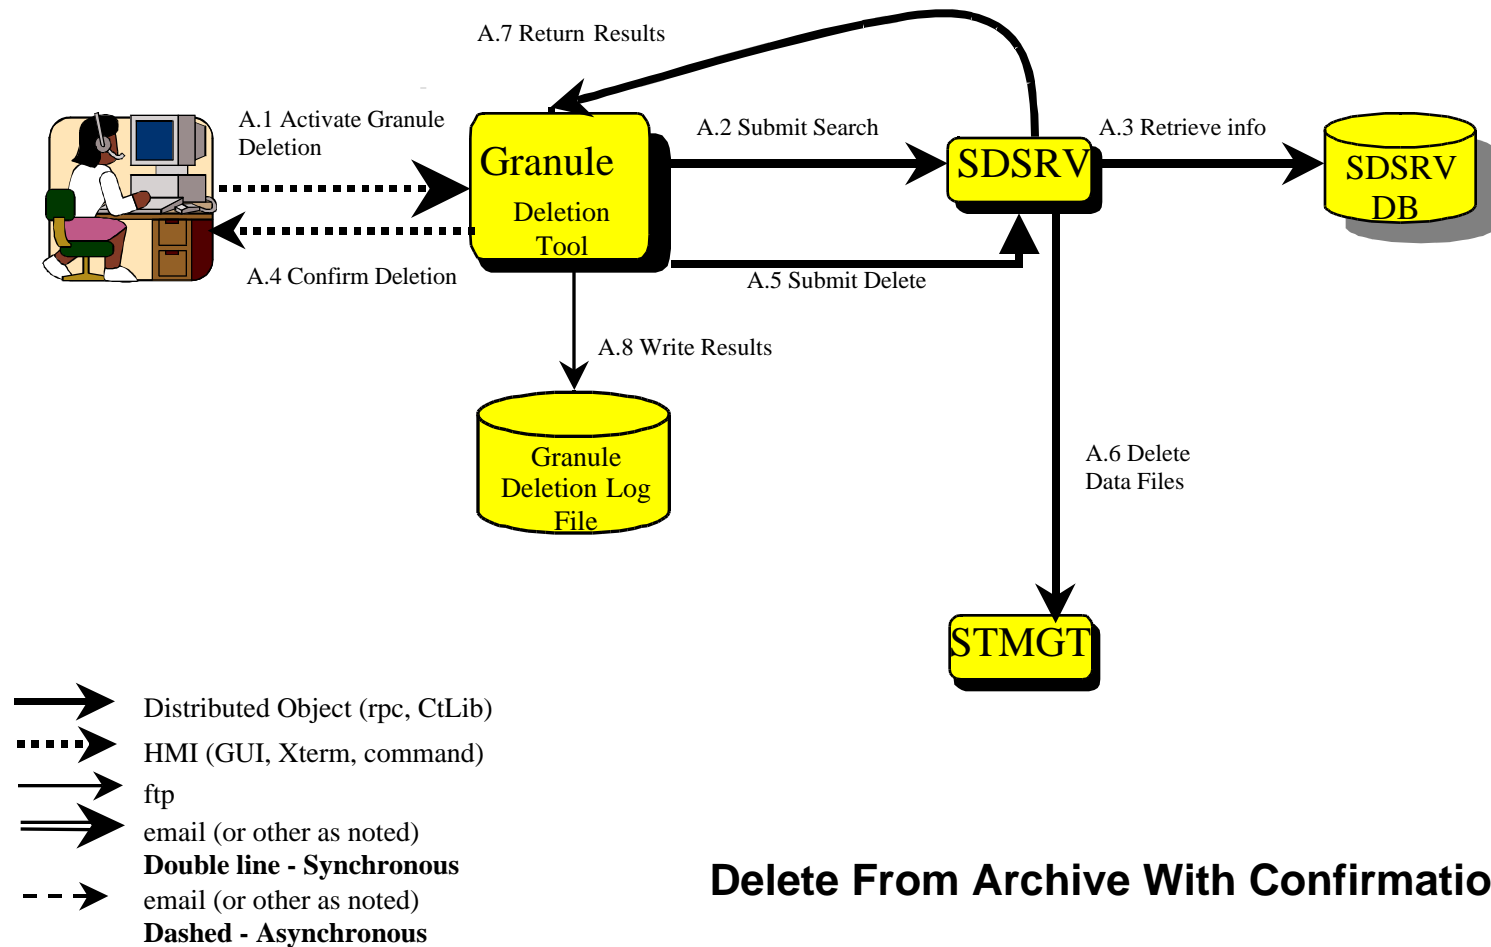 A.7 Return Results
A.1 Activate Granule
Deletion
A.2 Submit Search
A.3 Retrieve info
Granule
Deletion
Tool
SDSRV
SDSRV
DB
A.4 Confirm Deletion
A.5 Submit Delete
A.8 Write Results
Granule
Deletion Log
File
A.6 Delete
Data Files
STMGT
Distributed Object (rpc, CtLib)
HMI (GUI, Xterm, command)
ftp
email (or other as noted)
Double line - Synchronous
email (or other as noted)
Dashed - Asynchronous
Delete From Archive With Confirmatio